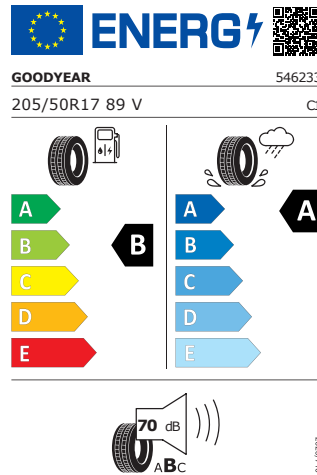 ENERG
GOODYEAR 546233
205/50R17 89 V
A
B
C
D
E
B
A
B
C
D
E
A
70 dB
ABC